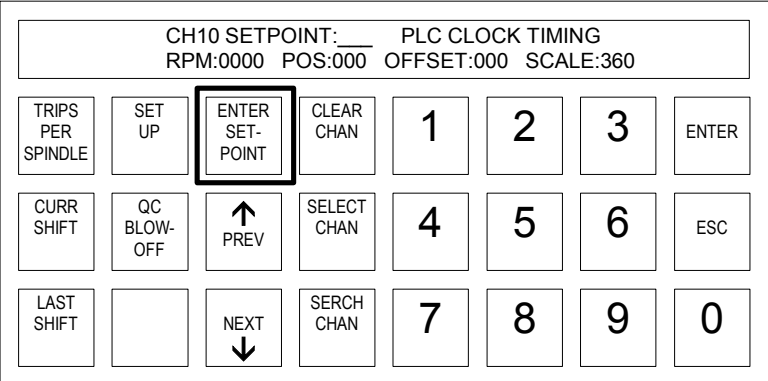 CH10 SETPOINT:___ PLC CLOCK TIMING
RPM:0000 POS:000 OFFSET:000 SCALE:360
TRIPS
PER
SPINDLE
SET
UP
ENTER
SET-
POINT
CLEAR
CHAN
1
2
3
ENTER
CURR
SHIFT
QC
BLOW-
OFF
PREV
SELECT
CHAN
4
5
6
ESC
LAST
SHIFT
NEXT
SERCH
CHAN
7
8
9
0